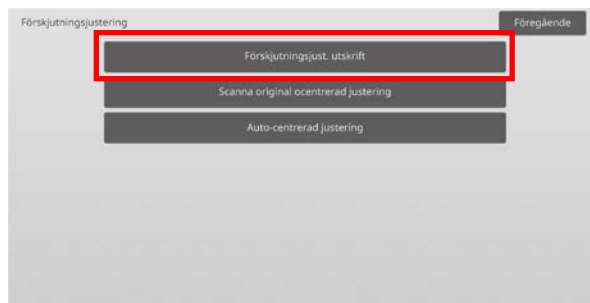 Förskjutningsjustering
Föregående
Förskjutningsjust. utskrift
Scanna original ocentrerad justering
Auto-centrerad justering